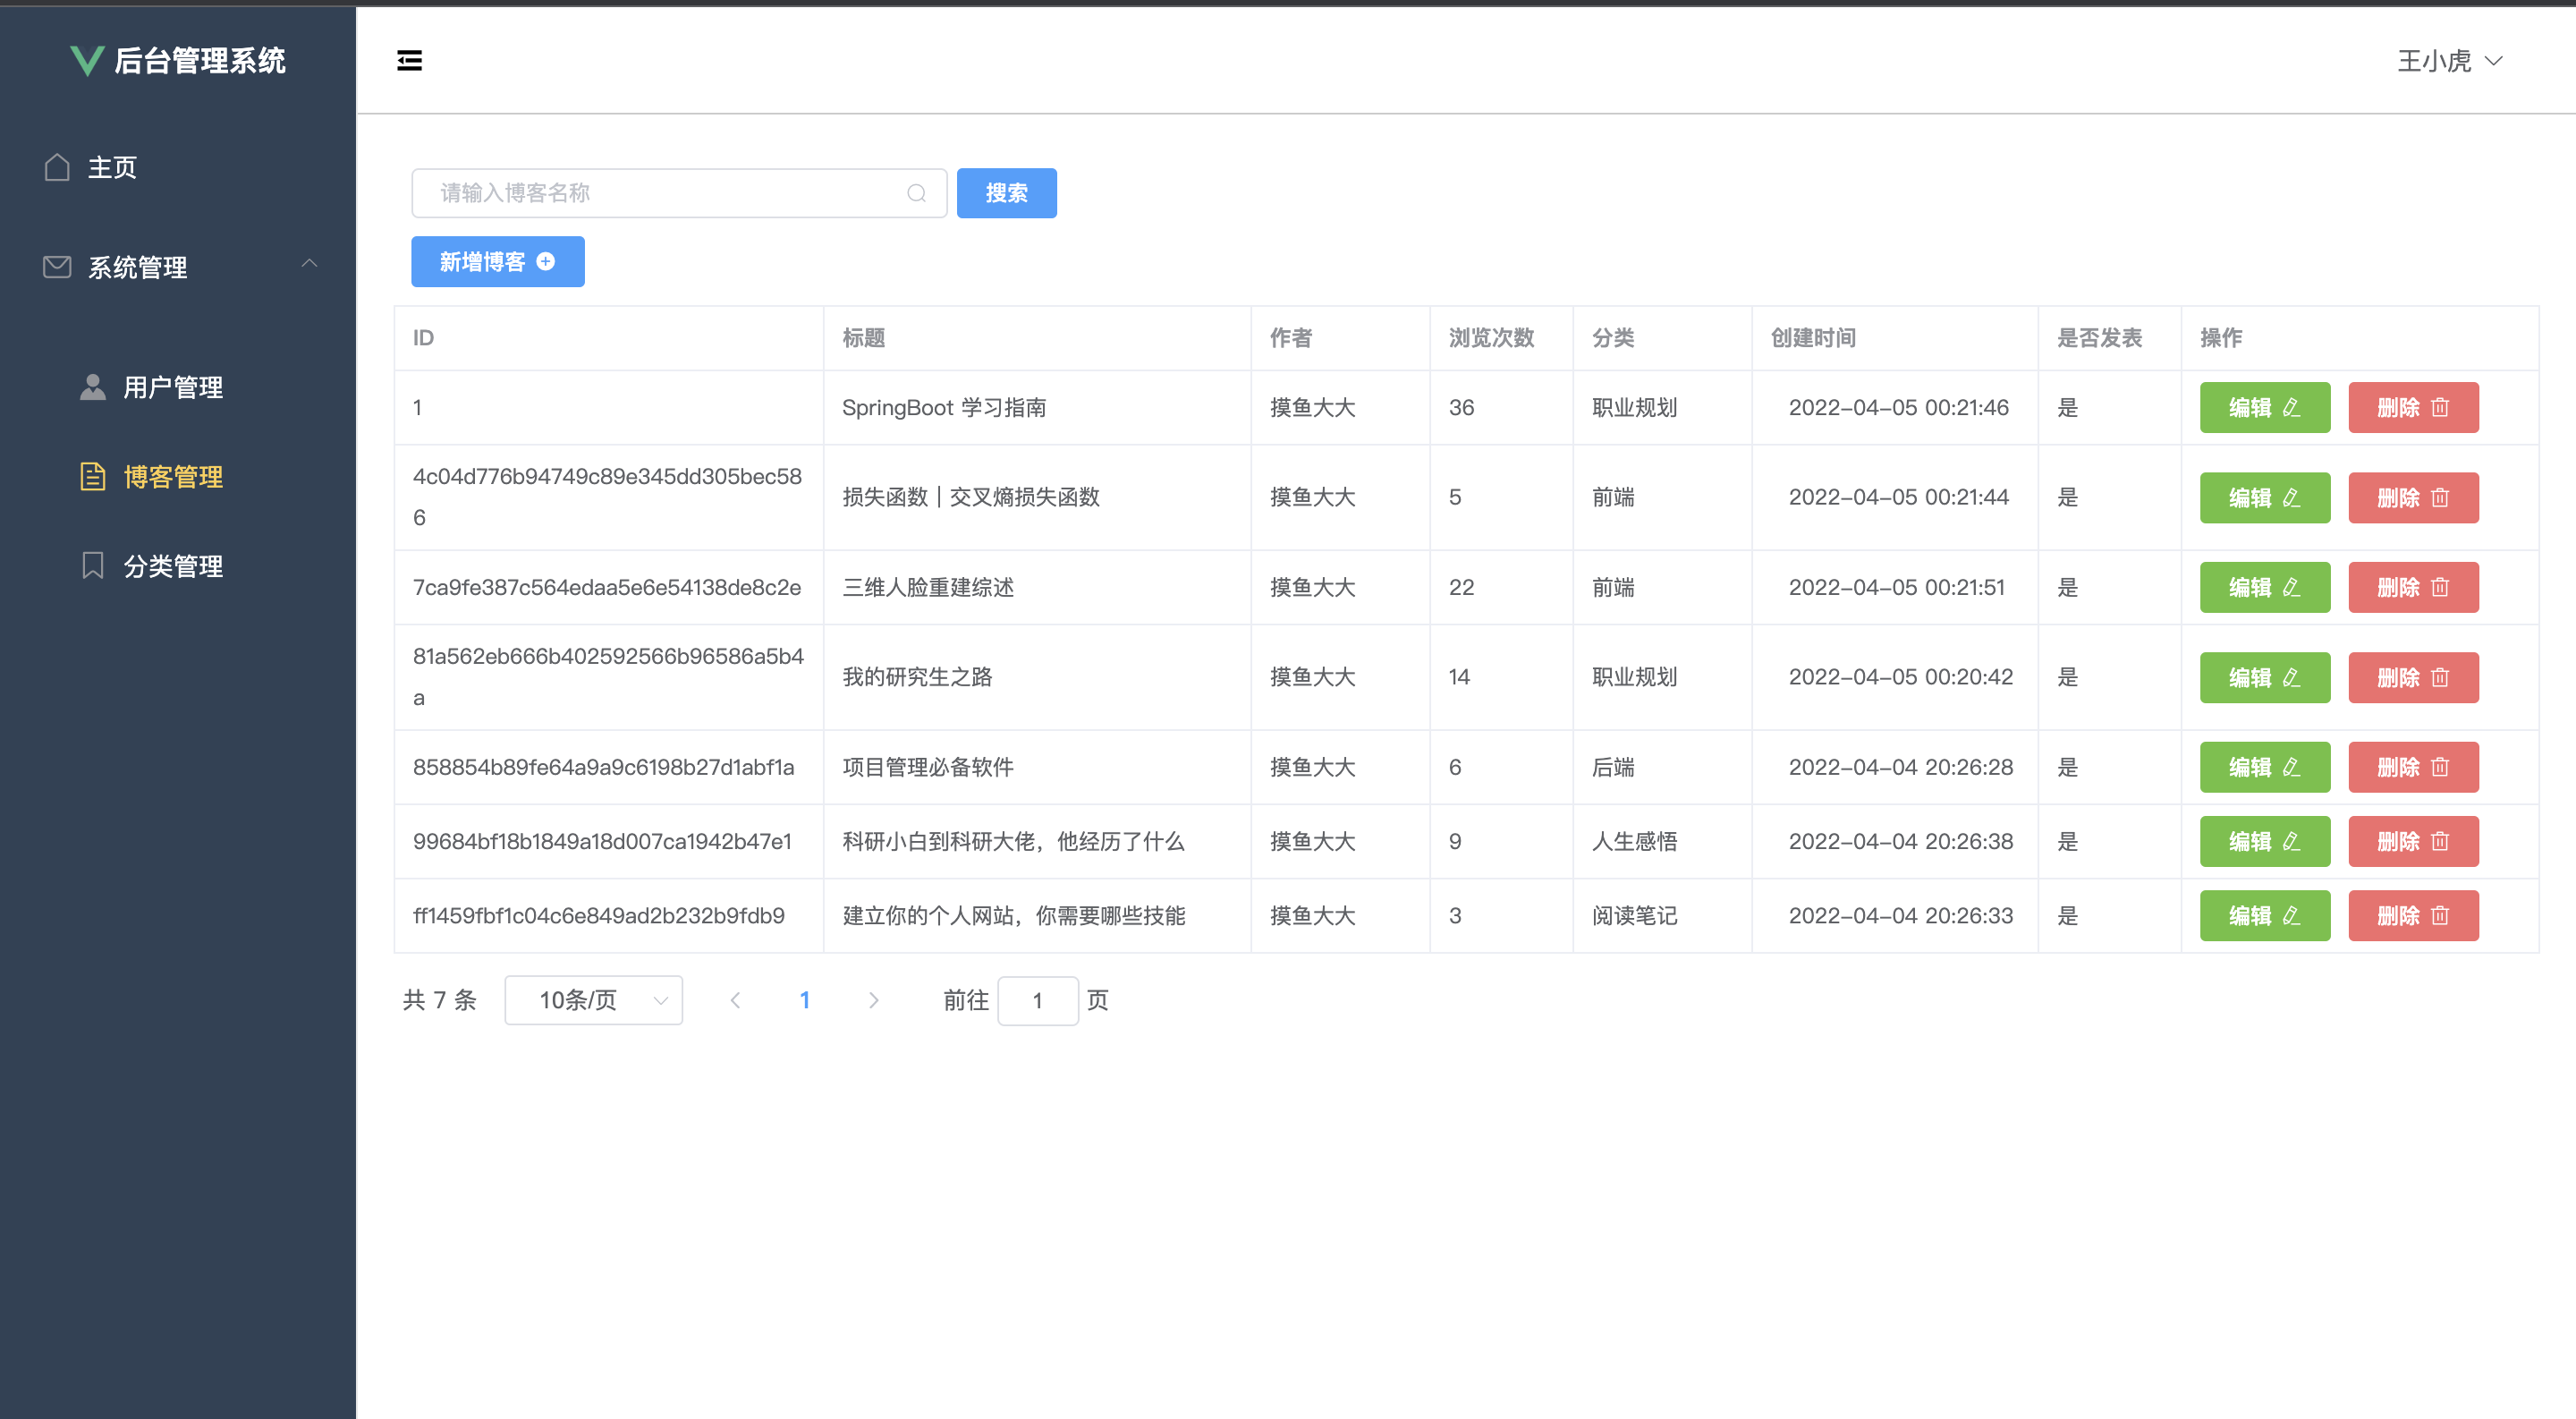 后台管理系统
王小虎
主页
系统管理
用户管理
博客管理
分类管理
请输入博客名称
搜索
新增博客
ID 标题 作者 浏览次数 分类 创建时间 是否发表 操作
1 SpringBoot 学习指南 摸鱼大大 36 职业规划 2022-04-05 00:21:46 是 编辑 删除
4c04d776b94749c89e345dd305bec58
6 损失函数｜交叉熵损失函数 摸鱼大大 5 前端 2022-04-05 00:21:44 是 编辑 删除
7ca9fe387c564edaa5e6e54138de8c2e 三维人脸重建综述 摸鱼大大 22 前端 2022-04-05 00:21:51 是 编辑 删除
81a562eb666b402592566b96586a5b4
a 我的研究生之路 摸鱼大大 14 职业规划 2022-04-05 00:20:42 是 编辑 删除
858854b89fe64a9a9c6198b27d1abf1a 项目管理必备软件 摸鱼大大 6 后端 2022-04-04 20:26:28 是 编辑 删除
99684bf18b1849a18d007ca1942b47e1 科研小白到科研大佬，他经历了什么 摸鱼大大 9 人生感悟 2022-04-04 20:26:38 是 编辑 删除
ff1459fbf1c04c6e849ad2b232b9fdb9 建立你的个人网站，你需要哪些技能 摸鱼大大 3 阅读笔记 2022-04-04 20:26:33 是 编辑 删除
共 7 条 10条/页 1 前往 1 页